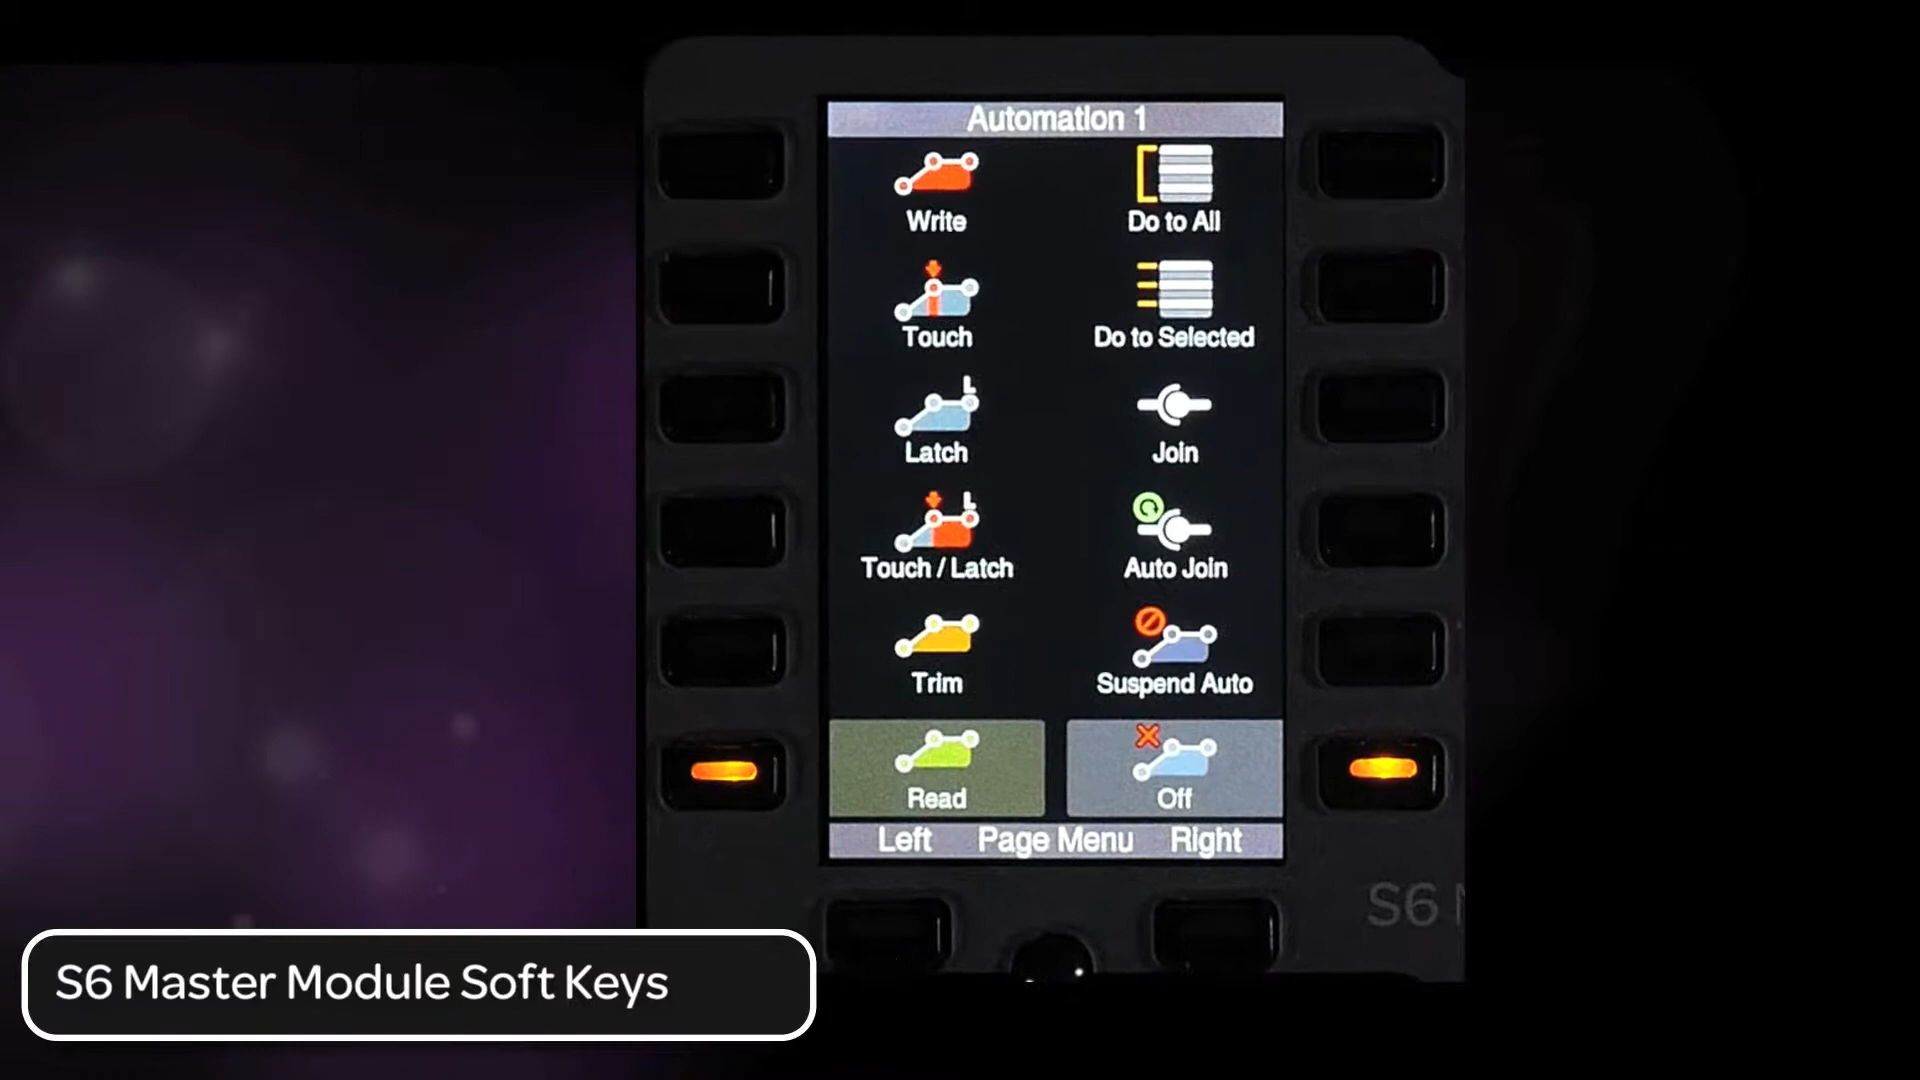 Automation 1
Write
Do to All
Touch
Do to Selected
Latch
Join
Touch / Latch
Auto Join
Trim
Suspend Auto
Read
Off
Left Page Menu Right
S6
S6 Master Module Soft Keys